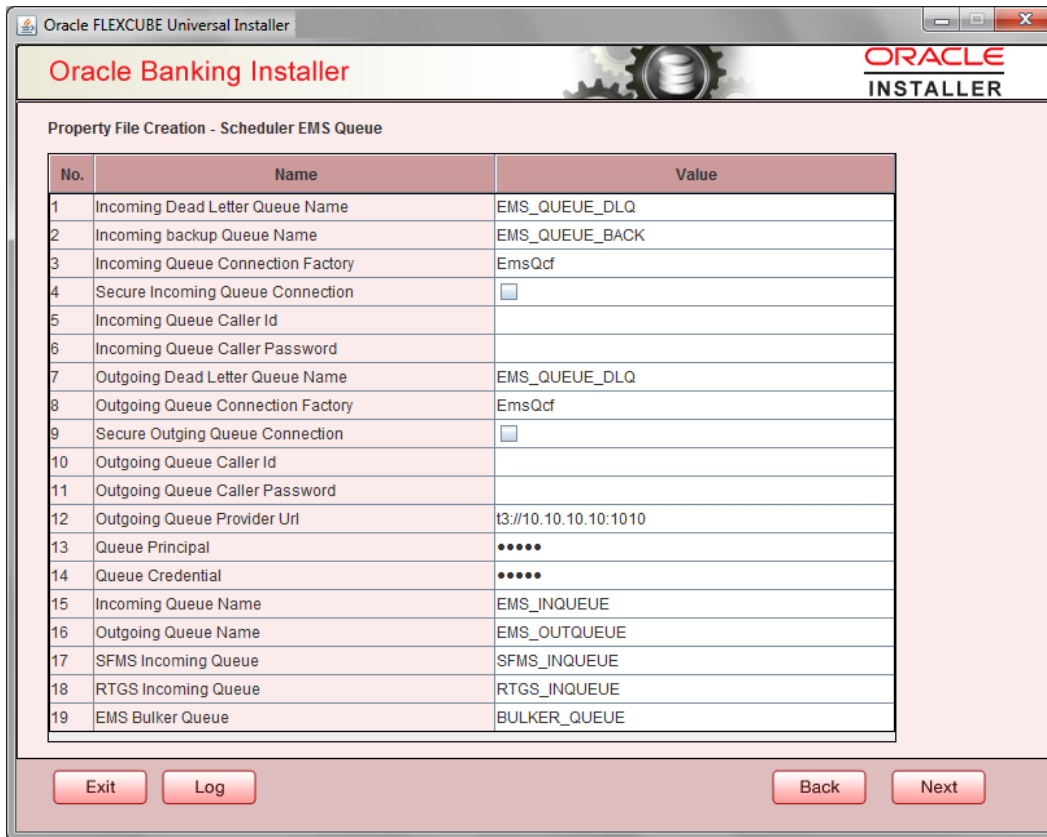 Oracle FLEXCUBE Universal Installer
Oracle Banking Installer
ORACLE
INSTALLER
Property File Creation - Scheduler EMS Queue
No. Name Value
1 Incoming Dead Letter Queue Name EMS_QUEUE_DLQ
2 Incoming backup Queue Name EMS_QUEUE_BACK
3 Incoming Queue Connection Factory EmsQcf
4 Secure Incoming Queue Connection
5 Incoming Queue Caller Id
6 Incoming Queue Caller Password
7 Outgoing Dead Letter Queue Name EMS_QUEUE_DLQ
8 Outgoing Queue Connection Factory EmsQcf
9 Secure Outging Queue Connection
10 Outgoing Queue Caller Id
11 Outgoing Queue Caller Password
12 Outgoing Queue Provider Url t3://10.10.10.10:1010
13 Queue Principal •••••
14 Queue Credential •••••
15 Incoming Queue Name EMS_INQUEUE
16 Outgoing Queue Name EMS_OUTQUEUE
17 SFMS Incoming Queue SFMS_INQUEUE
18 RTGS Incoming Queue RTGS_INQUEUE
19 EMS Bulker Queue BULKER_QUEUE
Exit Log Back Next